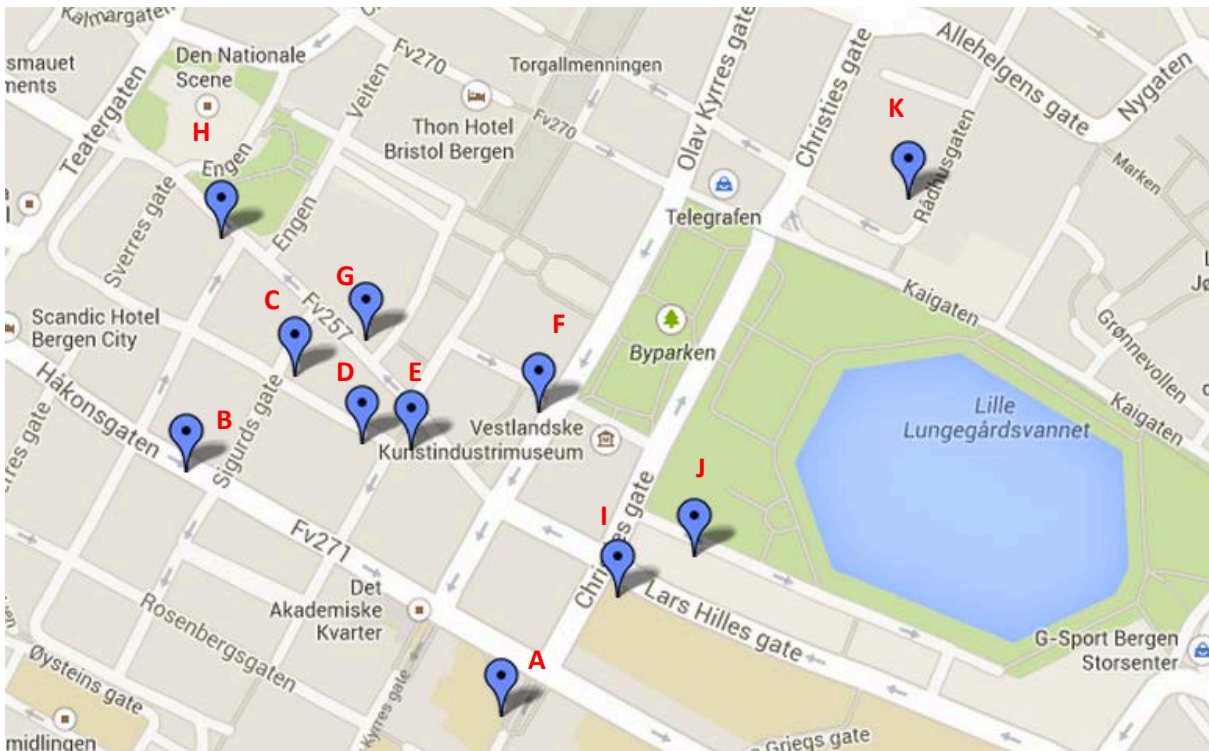 Kalmargaten
smauet
ments
Den Nationale
Scene
Teatergaten
H
Engen
Veiten
Fv270
Torgallmenningen
Thon Hotel
Bristol Bergen
Fv270
Olav Kyrres gate
Christies gate
Allehelgens gate
Nygaten
K
Rådhusgaten
Marken
Telegrafen
Sverres gate
Engen
Scandic Hotel
Bergen City
C
Fv257
G
F
Byparken
Kaigaten
Grønnevollen
Kaigaten
Lille
Lungegårdsvannet
D
E
Håkonsgaten
B
Sigurds gate
Vestlandske
Kunstindustrimuseum
J
I
Christies gate
Fv271
Det
Akademiske
Kvarter
Lars Hilles gate
G-Sport Bergen
Storsenter
Rosenbergsgaten
Øysteins gate
A
Kyrres gate
midlingen
Griegs gate